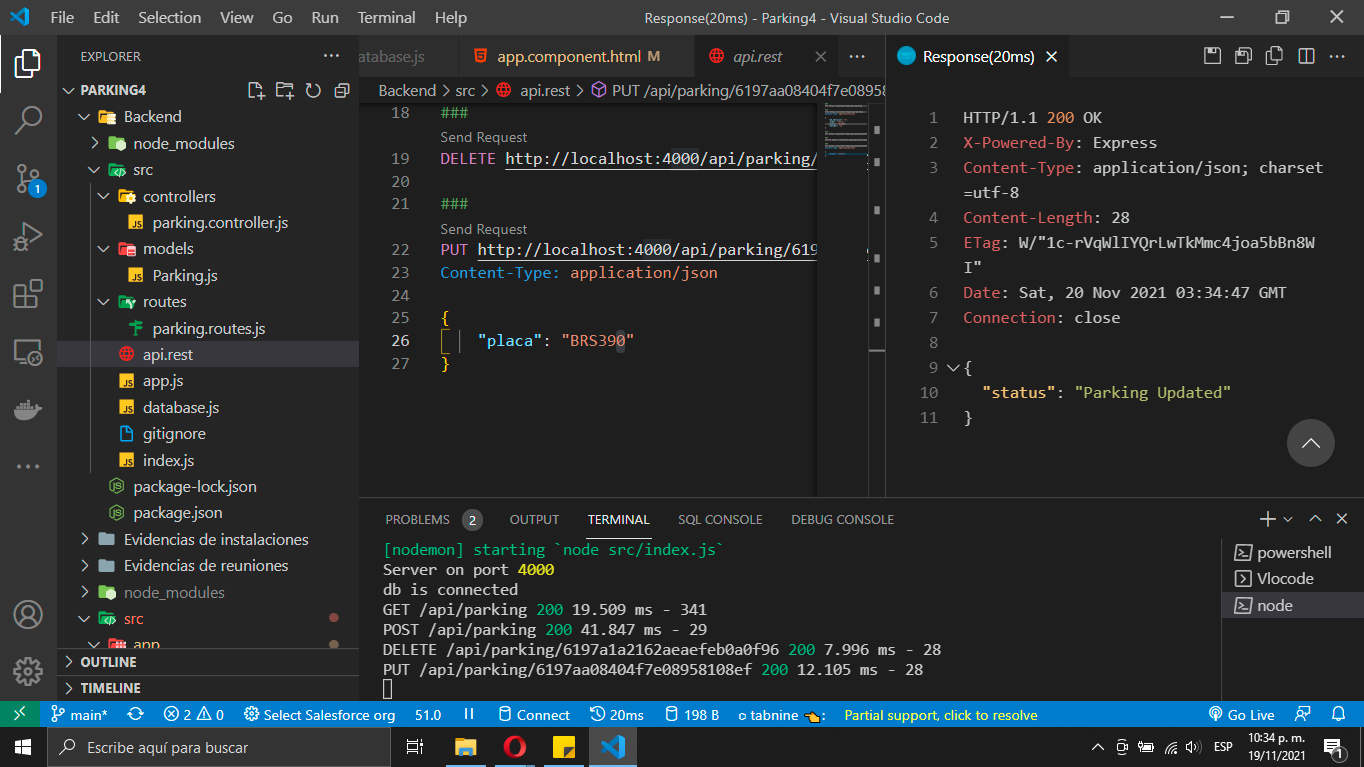 File Edit Selection View Go Run Terminal Help
Response(20ms) - Parking4 - Visual Studio Code
EXPLORER
PARKING4
Backend
node_modules
src
controllers
parking.controller.js
models
Parking.js
routes
parking.routes.js
api.rest
app.js
database.js
gitignore
index.js
package-lock.json
package.json
Evidencias de instalaciones
Evidencias de reuniones
node_modules
src
app
OUTLINE
TIMELINE
1
atabase.js
app.component.html M
api.rest
Backend > src > api.rest > PUT /api/parking/6197aa08404f7e08958
18 ###
Send Request
19 DELETE http://localhost:4000/api/parking/
20
21 ###
Send Request
22 PUT http://localhost:4000/api/parking/619
23 Content-Type: application/json
24
25 {
26 "placa": "BRS390"
27 }
Response(20ms)
1 HTTP/1.1 200 OK
2 X-Powered-By: Express
3 Content-Type: application/json; charset
=utf-8
4 Content-Length: 28
5 ETag: W/"1c-rVqWlIYQrLwTkMmc4joa5bBn8W
I"
6 Date: Sat, 20 Nov 2021 03:34:47 GMT
7 Connection: close
8
9 {
10 "status": "Parking Updated"
11 }
PROBLEMS 2 OUTPUT TERMINAL SQL CONSOLE DEBUG CONSOLE
[nodemon] starting `node src/index.js`
Server on port 4000
db is connected
GET /api/parking 200 19.509 ms - 341
POST /api/parking 200 41.847 ms - 29
DELETE /api/parking/6197a1a2162aeaefeb0a0f96 200 7.996 ms - 28
PUT /api/parking/6197aa08404f7e08958108ef 200 12.105 ms - 28
powershell
Vlocode
node
main* 2 0 Select Salesforce org 51.0 Connect 20ms 198 B tabnine Partial support, click to resolve Go Live
Escribe aquí para buscar
ESP
10:34 p. m.
19/11/2021
1